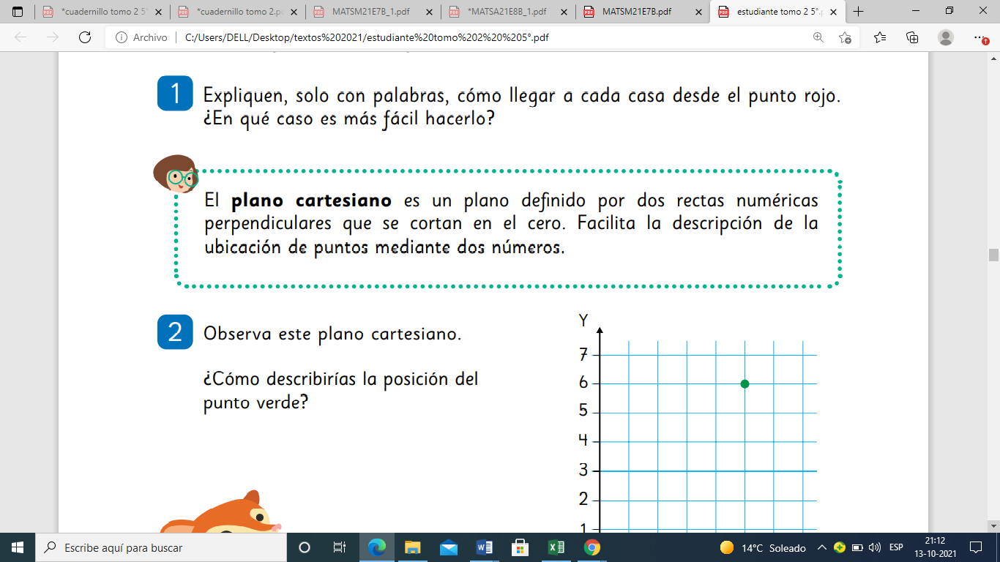 *cuadernillo tomo 2 5°
*cuadernillo tomo 2.p
MATSM21E7B_1.pdf
*MATSA21E8B_1.pdf
MATSM21E7B.pdf
estudiante tomo 2 5°.
Archivo
C:/Users/DELL/Desktop/textos%202021/estudiante%20tomo%202%20%205°.pdf
1
Expliquen, solo con palabras, cómo llegar a cada casa desde el punto rojo.
¿En qué caso es más fácil hacerlo?
El plano cartesiano es un plano definido por dos rectas numéricas
perpendiculares que se cortan en el cero. Facilita la descripción de la
ubicación de puntos mediante dos números.
2
Observa este plano cartesiano.
¿Cómo describirías la posición del
punto verde?
Y
7
6
5
4
3
2
1
Escribe aquí para buscar
14°C Soleado
ESP
21:12
13-10-2021